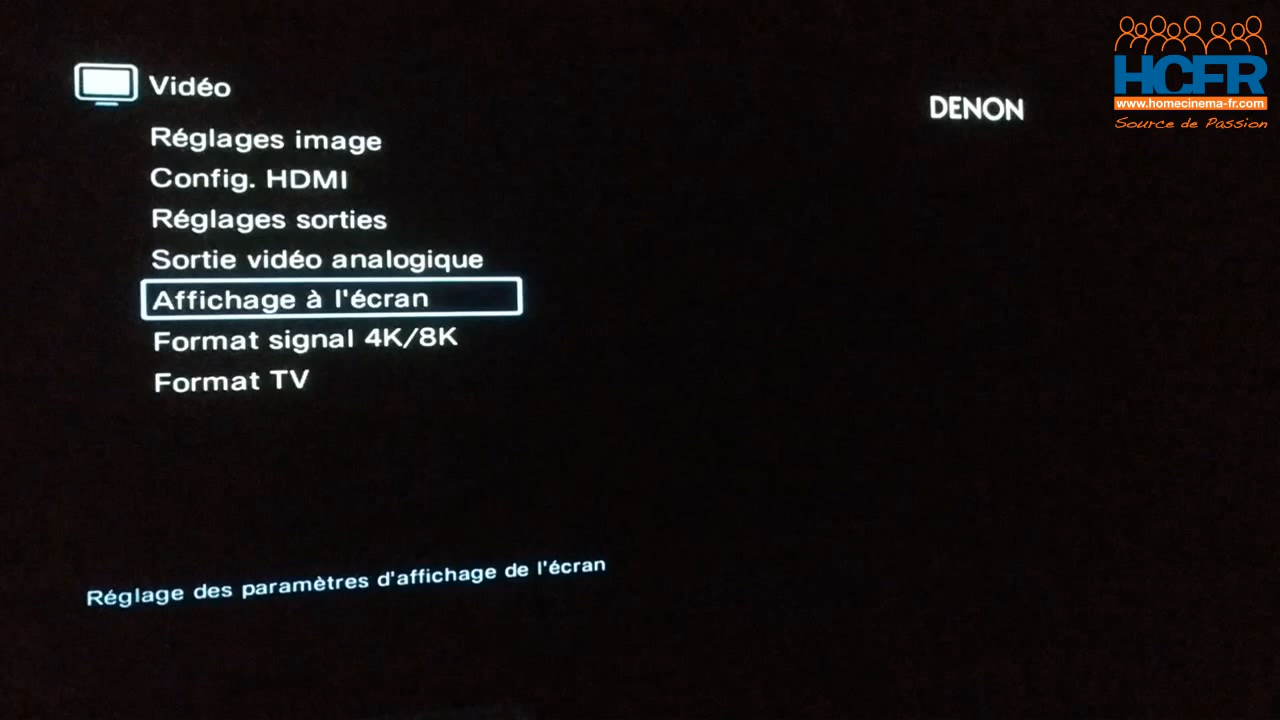 Vidéo
Réglages image
Config. HDMI
Réglages sorties
Sortie vidéo analogique
Affichage à l'écran
Format signal 4K/8K
Format TV
Réglage des paramètres d'affichage de l'écran
DENON
HCFR
www.homecinema-fr.com
Source de Passion